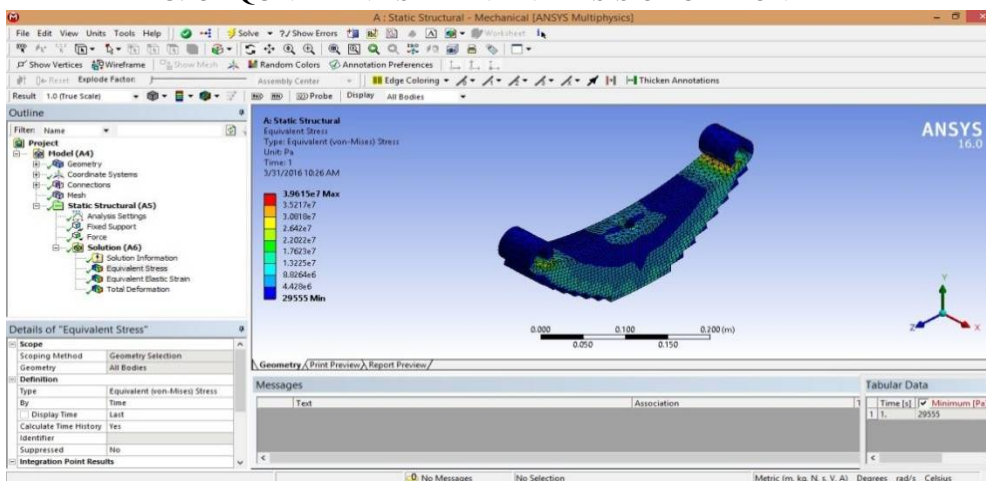 A : Static Structural - Mechanical [ANSYS Multiphysics]
File Edit View Units Tools Help Solve ?/ Show Errors Worksheet
Show Vertices Wireframe Show Mesh Random Colors Annotation Preferences
Reset Explode Factor: Assembly Center Edge Coloring Thicken Annotations
Result 1.0 (True Scale) Probe Display All Bodies
Outline
Filter: Name
Project
Model (A4)
Geometry
Coordinate Systems
Connections
Mesh
Static Structural (A5)
Analysis Settings
Fixed Support
Force
Solution (A6)
Solution Information
Equivalent Stress
Equivalent Elastic Strain
Total Deformation
Details of "Equivalent Stress"
Scope
Scoping Method Geometry Selection
Geometry All Bodies
Definition
Type Equivalent (von-Mises) Stress
By Time
Display Time Last
Calculate Time History Yes
Identifier
Suppressed No
Integration Point Results
A: Static Structural
Equivalent Stress
Type: Equivalent (von-Mises) Stress
Unit: Pa
Time: 1
3/31/2016 10:26 AM
3.9615e7 Max
3.5217e7
3.0818e7
2.642e7
2.2022e7
1.7623e7
1.3225e7
8.8264e6
4.428e6
29555 Min
ANSYS
16.0
0.000 0.100 0.200 (m)
0.050 0.150
Y
Z X
Geometry Print Preview Report Preview
Messages
Text Association
Tabular Data
Time [s] Minimum [Pa
1 1. 29555
No Messages No Selection Metric (m, kg, N, s, V, A) Degrees rad/s Celsius